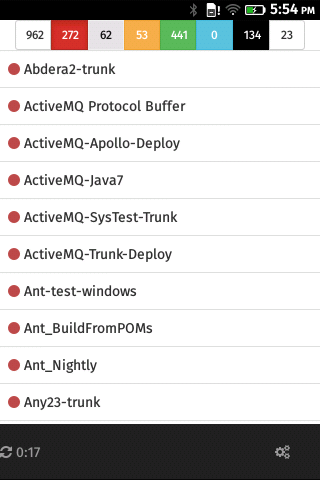 5:54 PM
962 272 62 53 441 0 134 23
Abdera2-trunk
ActiveMQ Protocol Buffer
ActiveMQ-Apollo-Deploy
ActiveMQ-Java7
ActiveMQ-SysTest-Trunk
ActiveMQ-Trunk-Deploy
Ant-test-windows
Ant_BuildFromPOMs
Ant_Nightly
Any23-trunk
0:17